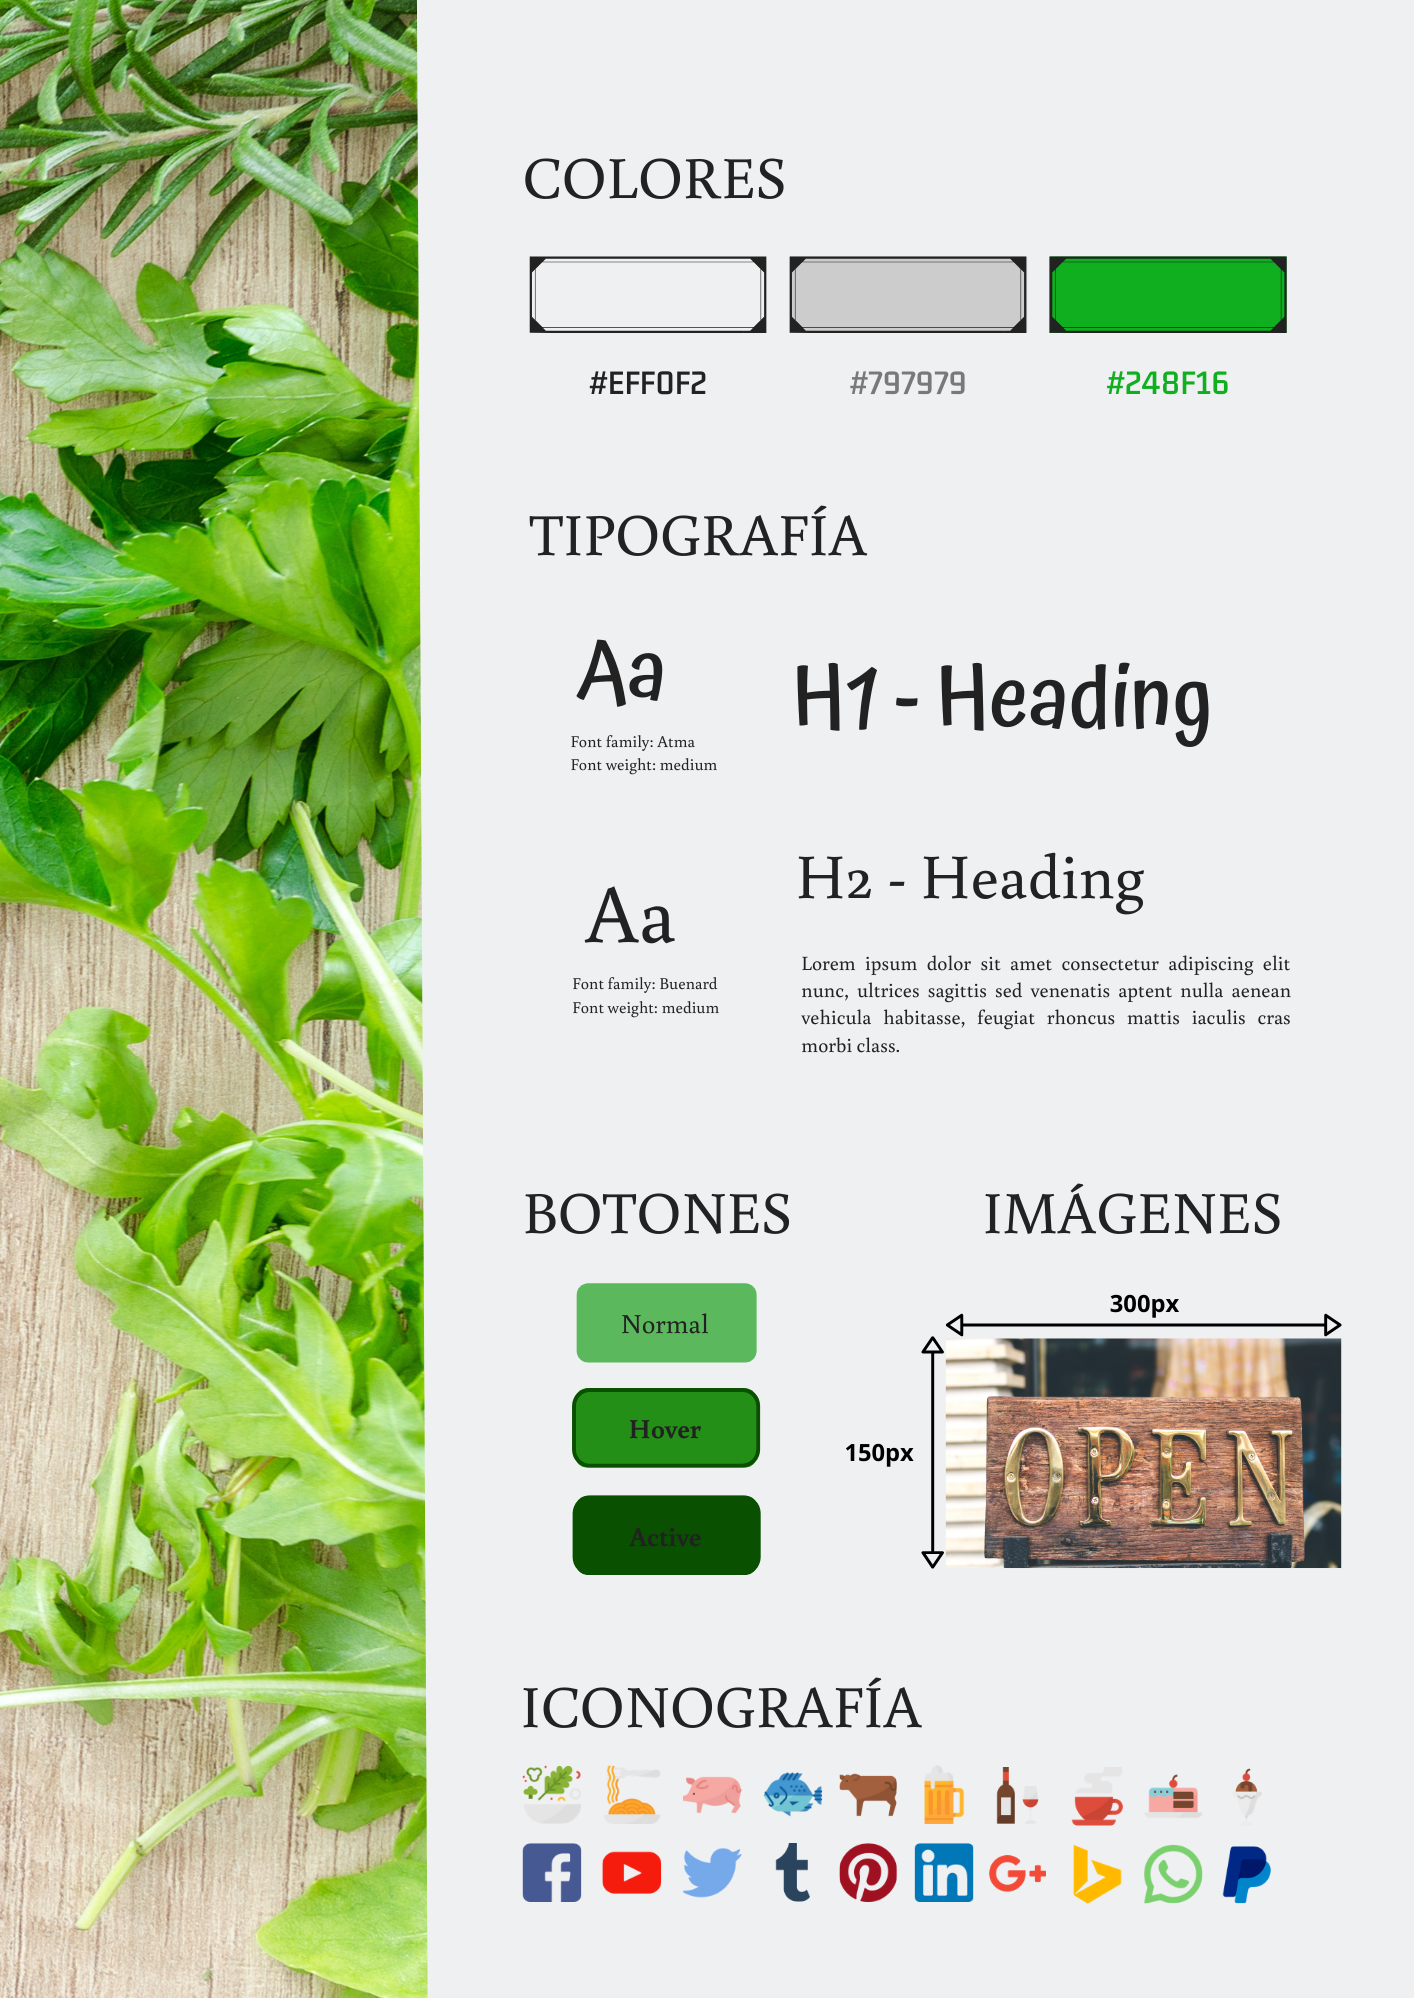 COLORES
#EFF0F2
#797979
#248F16
TIPOGRAFÍA
Aa
H1 - Heading
Font family: Atma
Font weight: medium
H2 - Heading
Aa
Lorem ipsum dolor sit amet consectetur adipiscing elit
nunc, ultrices sagittis sed venenatis aptent nulla aenean
vehicula habitasse, feugiat rhoncus mattis iaculis cras
morbi class.
Font family: Buenard
Font weight: medium
BOTONES
Normal
Hover
Active
IMÁGENES
300px
150px
OPEN
ICONOGRAFÍA
f
t
in
G+